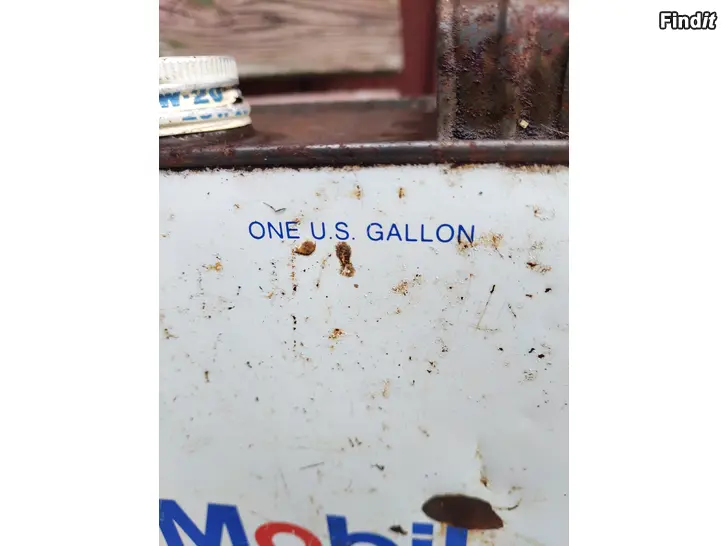 Findit
W-20
ONE U.S. GALLON
Mobil